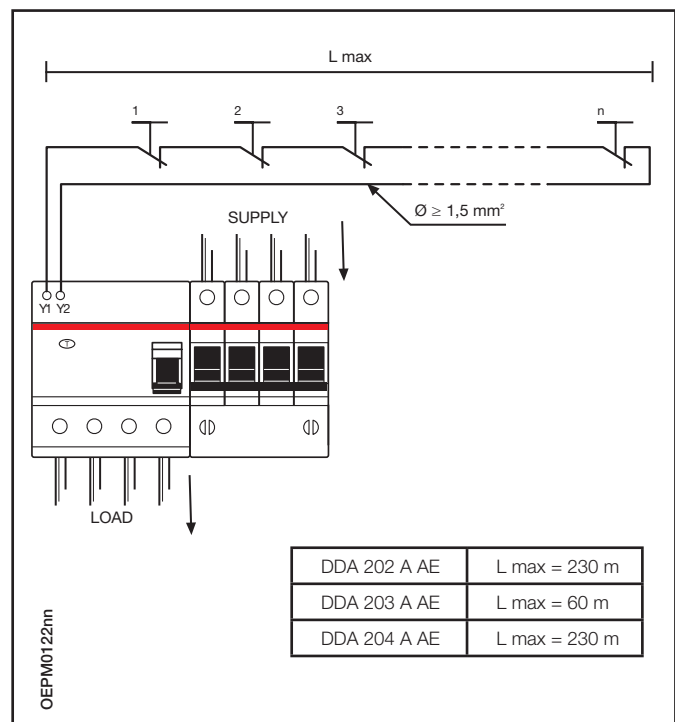 L max
1 2 3 n
Ø ≥ 1,5 mm²
SUPPLY
Y1 Y2
T
LOAD
DDA 202 A AE L max = 230 m
DDA 203 A AE L max = 60 m
DDA 204 A AE L max = 230 m
OEPM0122nn